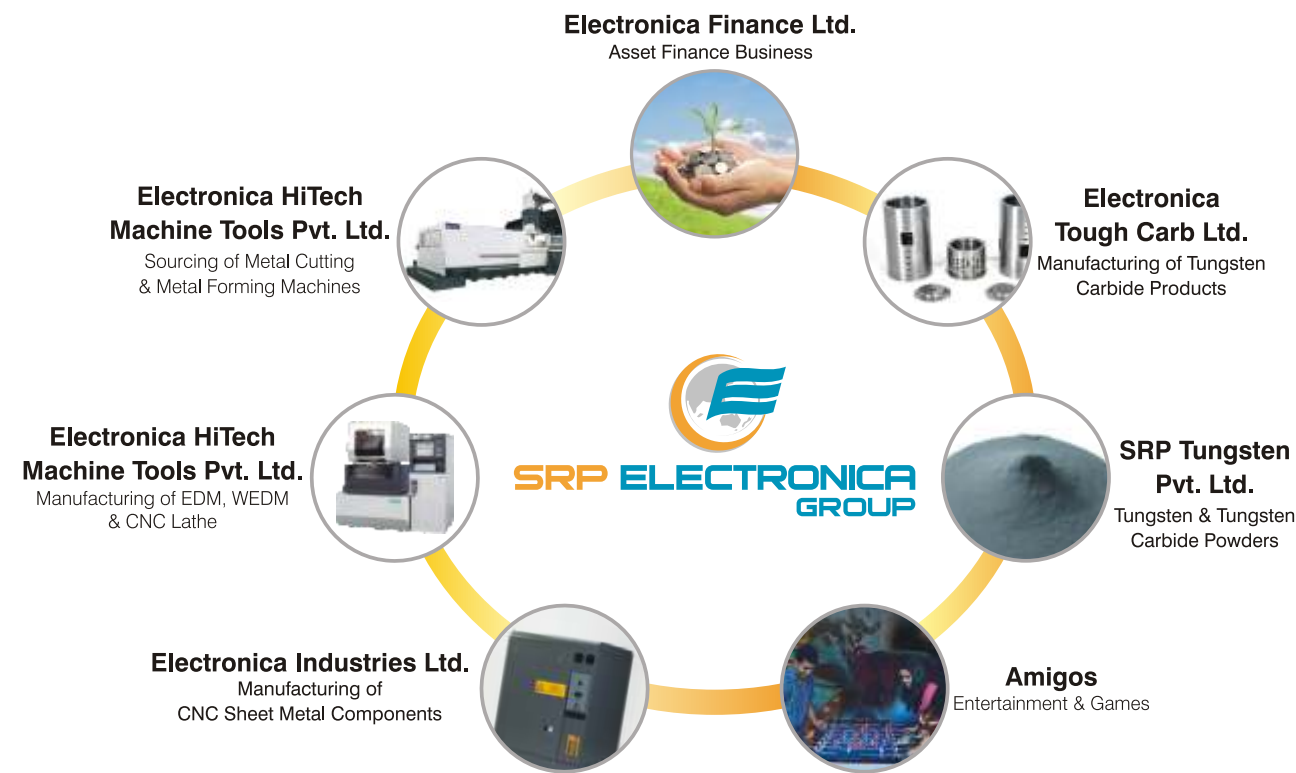 Electronica Finance Ltd.
Asset Finance Business
Electronica HiTech
Machine Tools Pvt. Ltd.
Sourcing of Metal Cutting
& Metal Forming Machines
Electronica
Tough Carb Ltd.
Manufacturing of Tungsten
Carbide Products
SRP ELECTRONICA
GROUP
Electronica HiTech
Machine Tools Pvt. Ltd.
Manufacturing of EDM, WEDM
& CNC Lathe
SRP Tungsten
Pvt. Ltd.
Tungsten & Tungsten
Carbide Powders
Electronica Industries Ltd.
Manufacturing of
CNC Sheet Metal Components
Amigos
Entertainment & Games